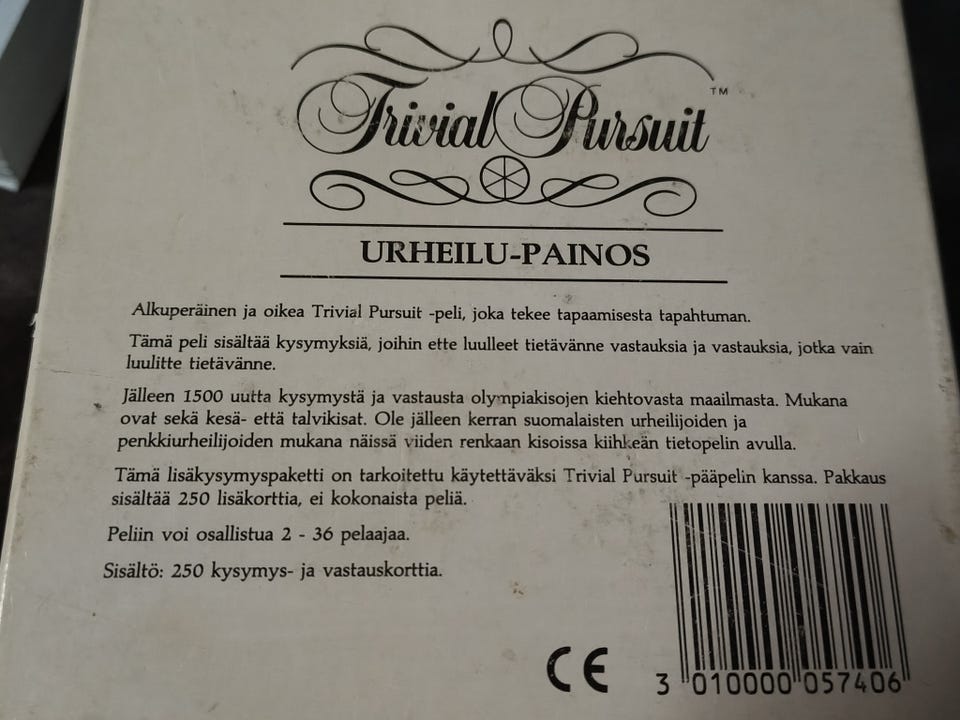 Trivial Pursuit™
URHEILU-PAINOS
Alkuperäinen ja oikea Trivial Pursuit -peli, joka tekee tapaamisesta tapahtuman.
Tämä peli sisältää kysymyksiä, joihin ette luulleet tietävänne vastauksia ja vastauksia, jotka vain
luulitte tietävänne.
Jälleen 1500 uutta kysymystä ja vastausta olympiakisojen kiehtovasta maailmasta. Mukana
ovat sekä kesä- että talvikisat. Ole jälleen kerran suomalaisten urheilijoiden ja
penkkiurheilijoiden mukana näissä viiden renkaan kisoissa kiihkeän tietopelin avulla.
Tämä lisäkysymyspaketti on tarkoitettu käytettäväksi Trivial Pursuit -pääpelin kanssa. Pakkaus
sisältää 250 lisäkorttia, ei kokonaista peliä.
Peliin voi osallistua 2 - 36 pelaajaa.
Sisältö: 250 kysymys- ja vastauskorttia.
CE
3 010000 057406